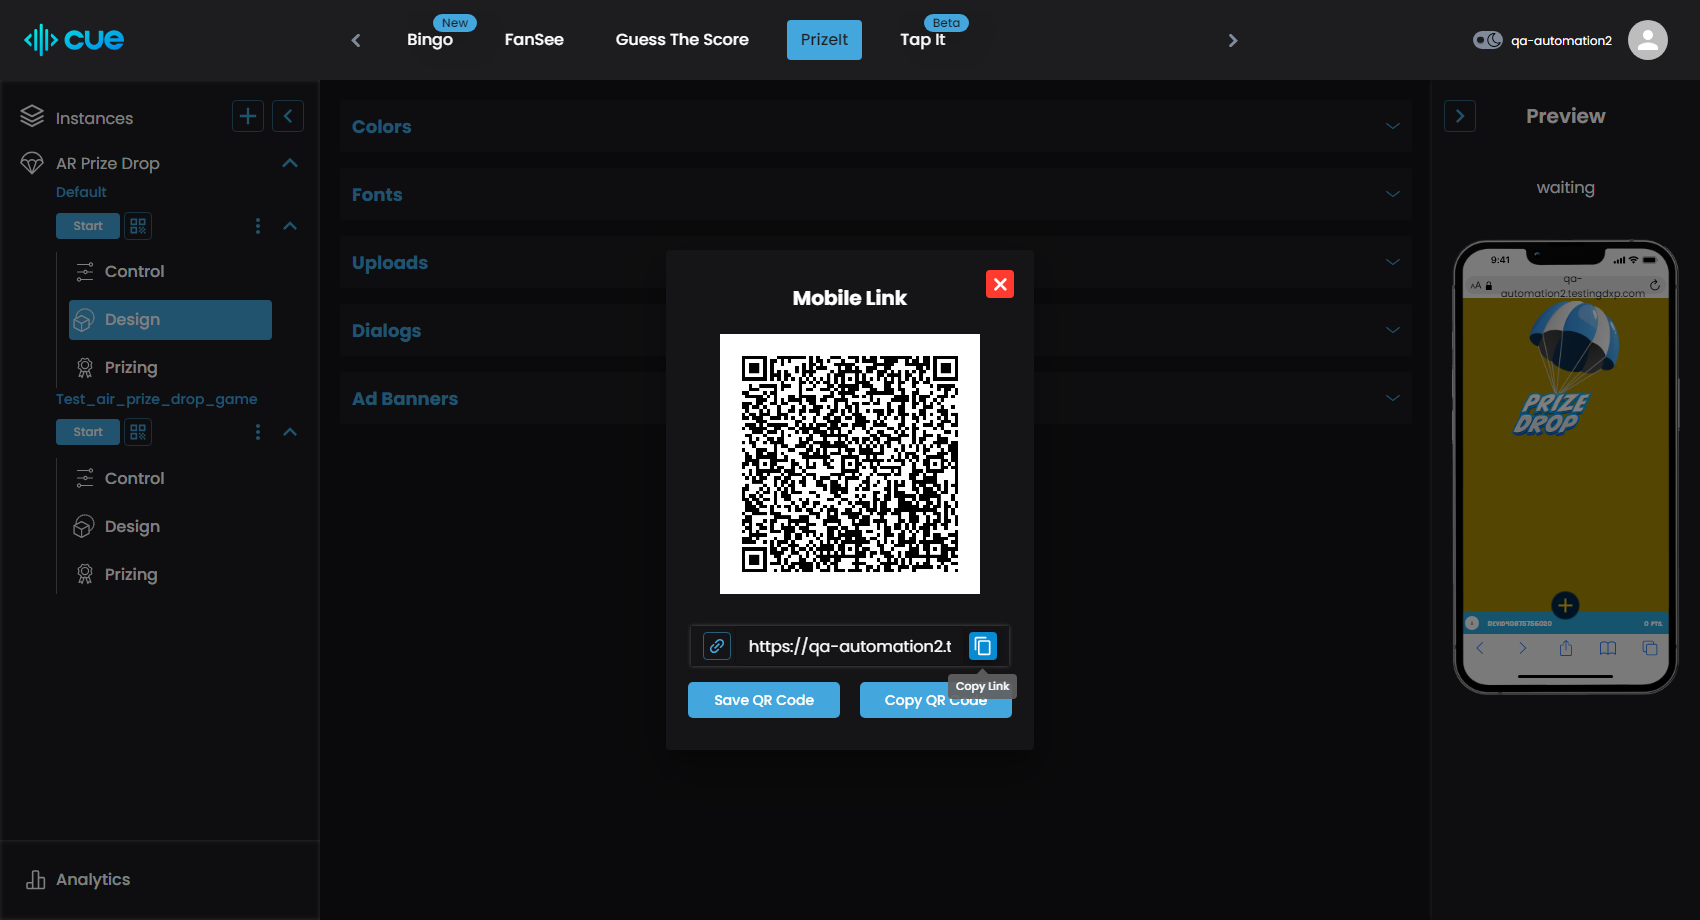 cue
Bingo
New
FanSee
Guess The Score
PrizeIt
Tap It
Beta
qa-automation2
Instances
AR Prize Drop
Default
Start
Control
Design
Prizing
Test_air_prize_drop_game
Start
Control
Design
Prizing
Analytics
Colors
Fonts
Uploads
Dialogs
Ad Banners
Mobile Link
https://qa-automation2.t
Copy Link
Save QR Code
Copy QR Code
Preview
waiting
9:41
AA
qa-
automation2.testingdxp.com
PRIZE
DROP
0 PTS.